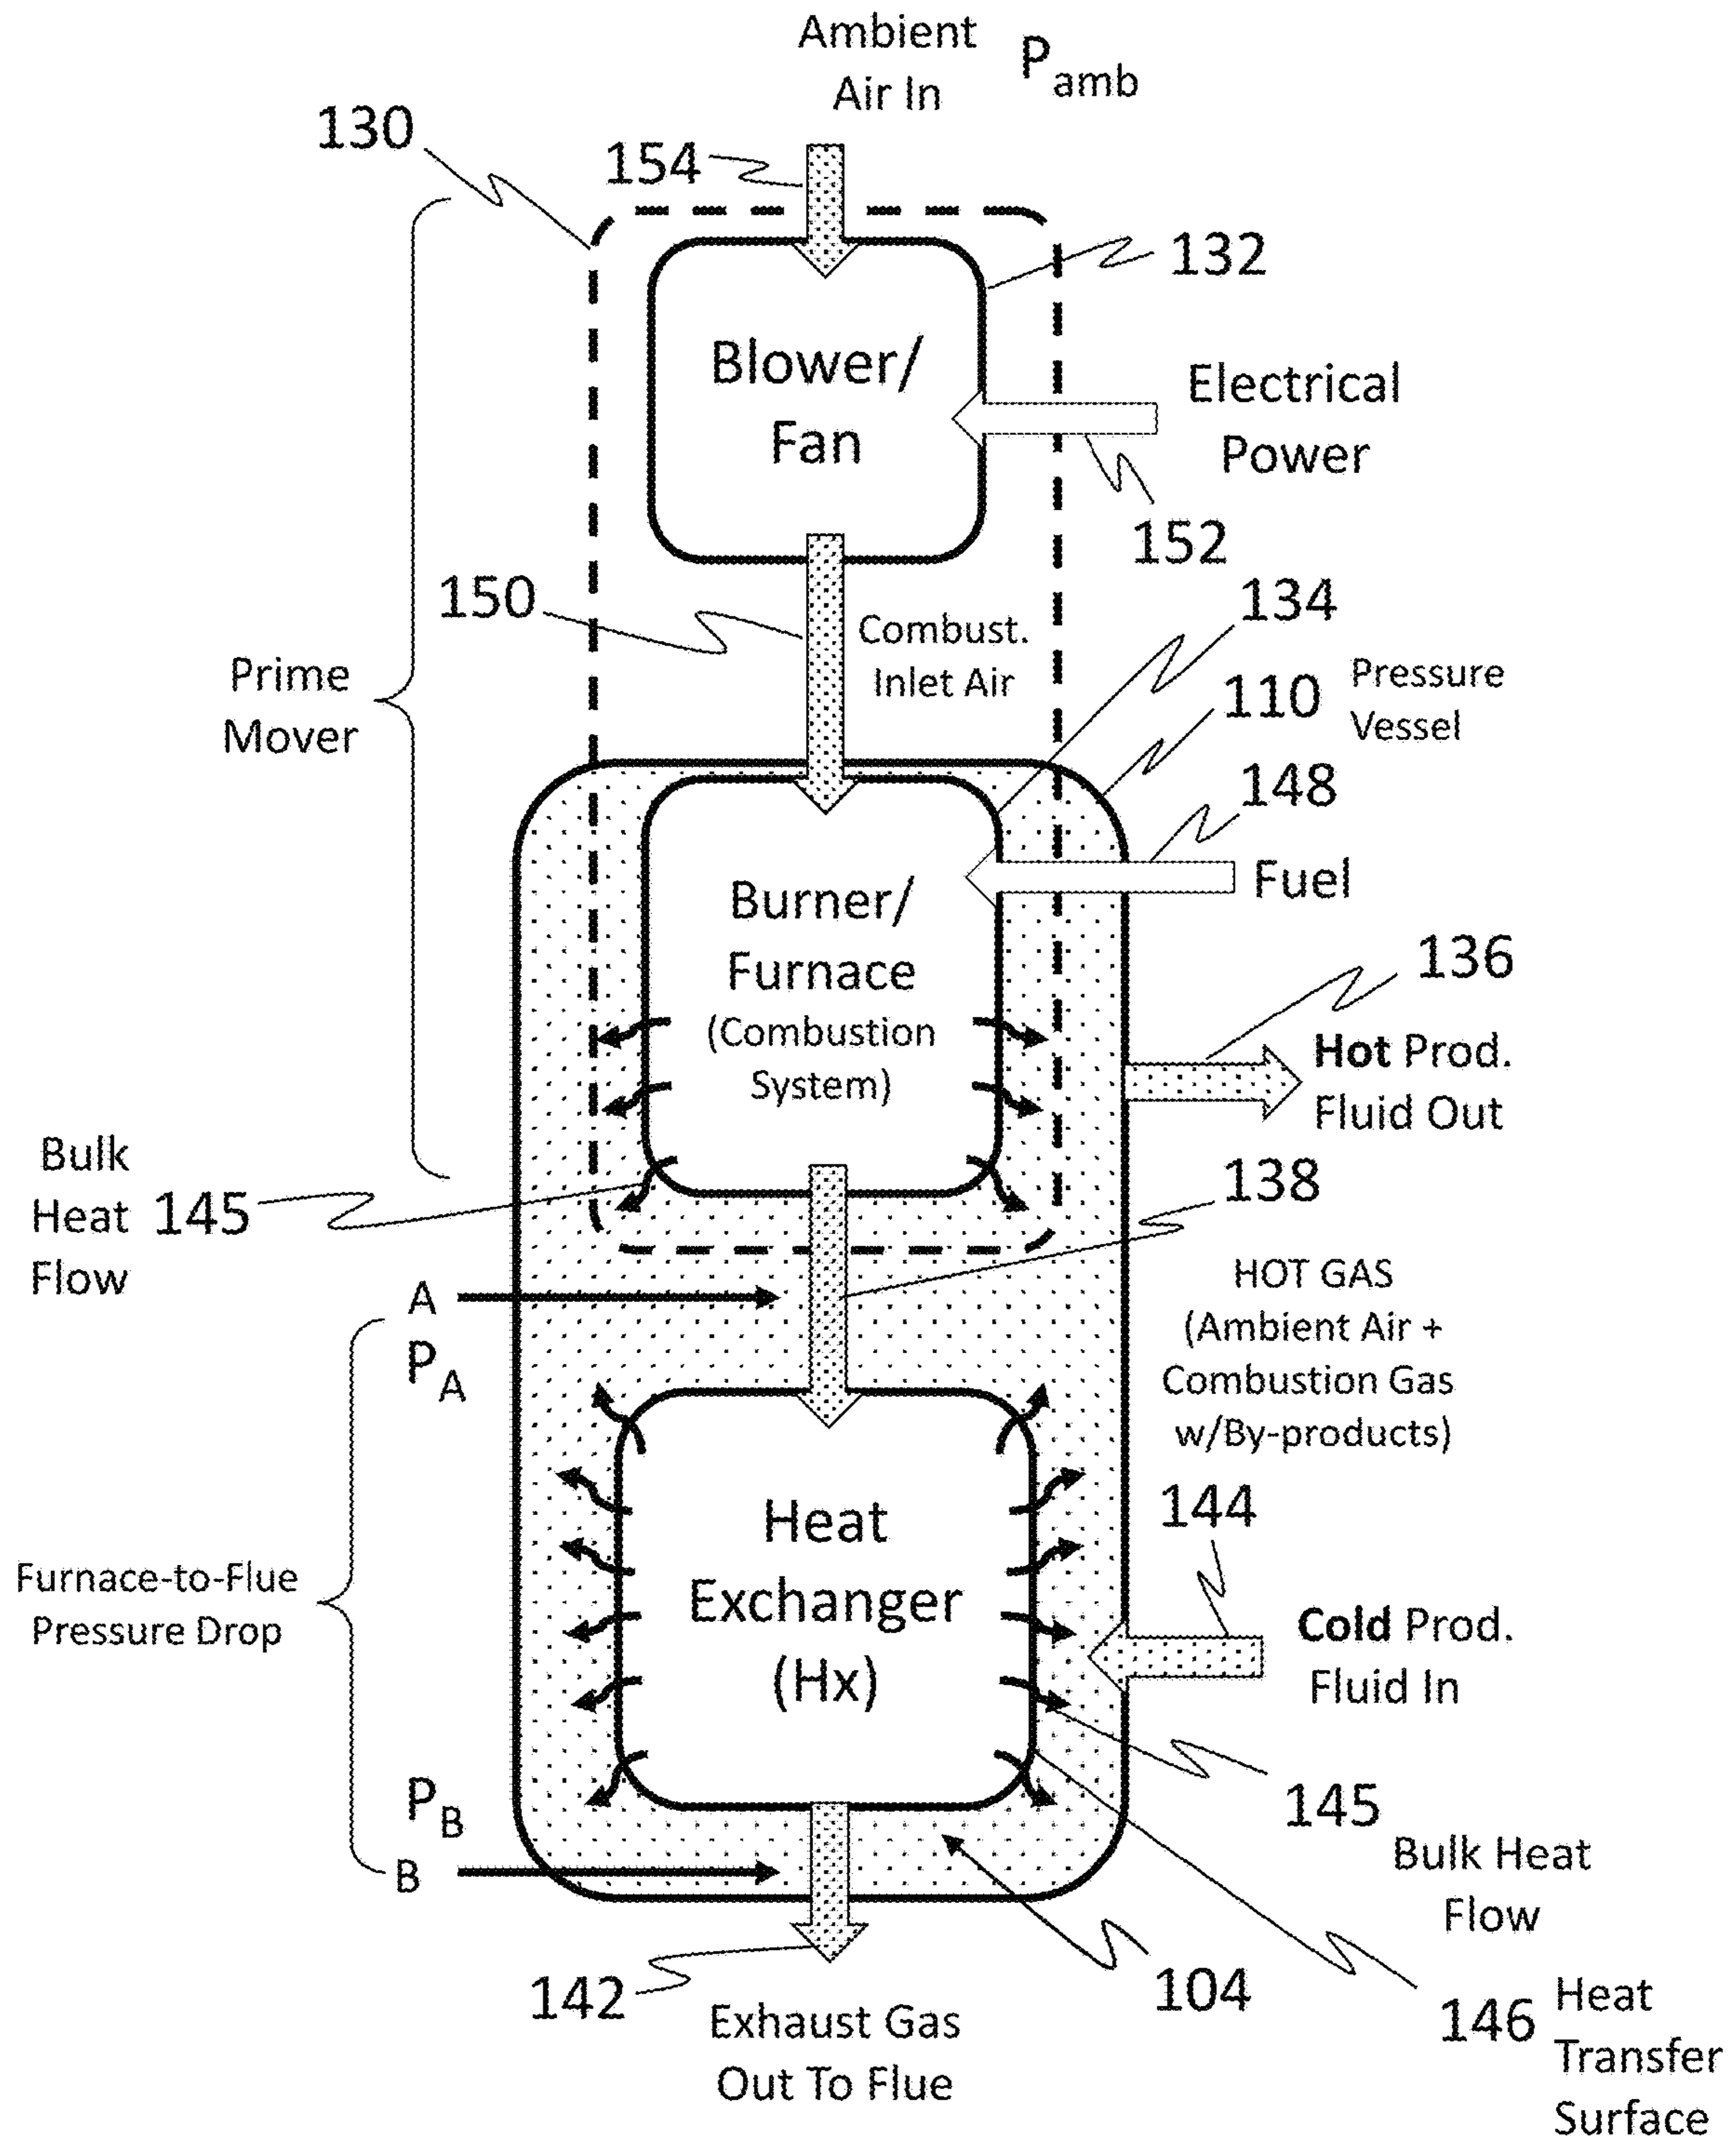 Ambient
Air In
P amb
130
154
132
Blower/
Fan
Electrical
Power
152
150
Combust.
Inlet Air
134
110
Pressure
Vessel
Prime
Mover
148
Fuel
Burner/
Furnace
(Combustion
System)
136
Hot Prod.
Fluid Out
Bulk
Heat
Flow
145
138
HOT GAS
(Ambient Air +
Combustion Gas
w/By-products)
A
P A
144
Heat
Exchanger
(Hx)
Furnace-to-Flue
Pressure Drop
Cold Prod.
Fluid In
P B
B
145
Bulk Heat
Flow
142
Exhaust Gas
Out To Flue
104
146
Heat
Transfer
Surface